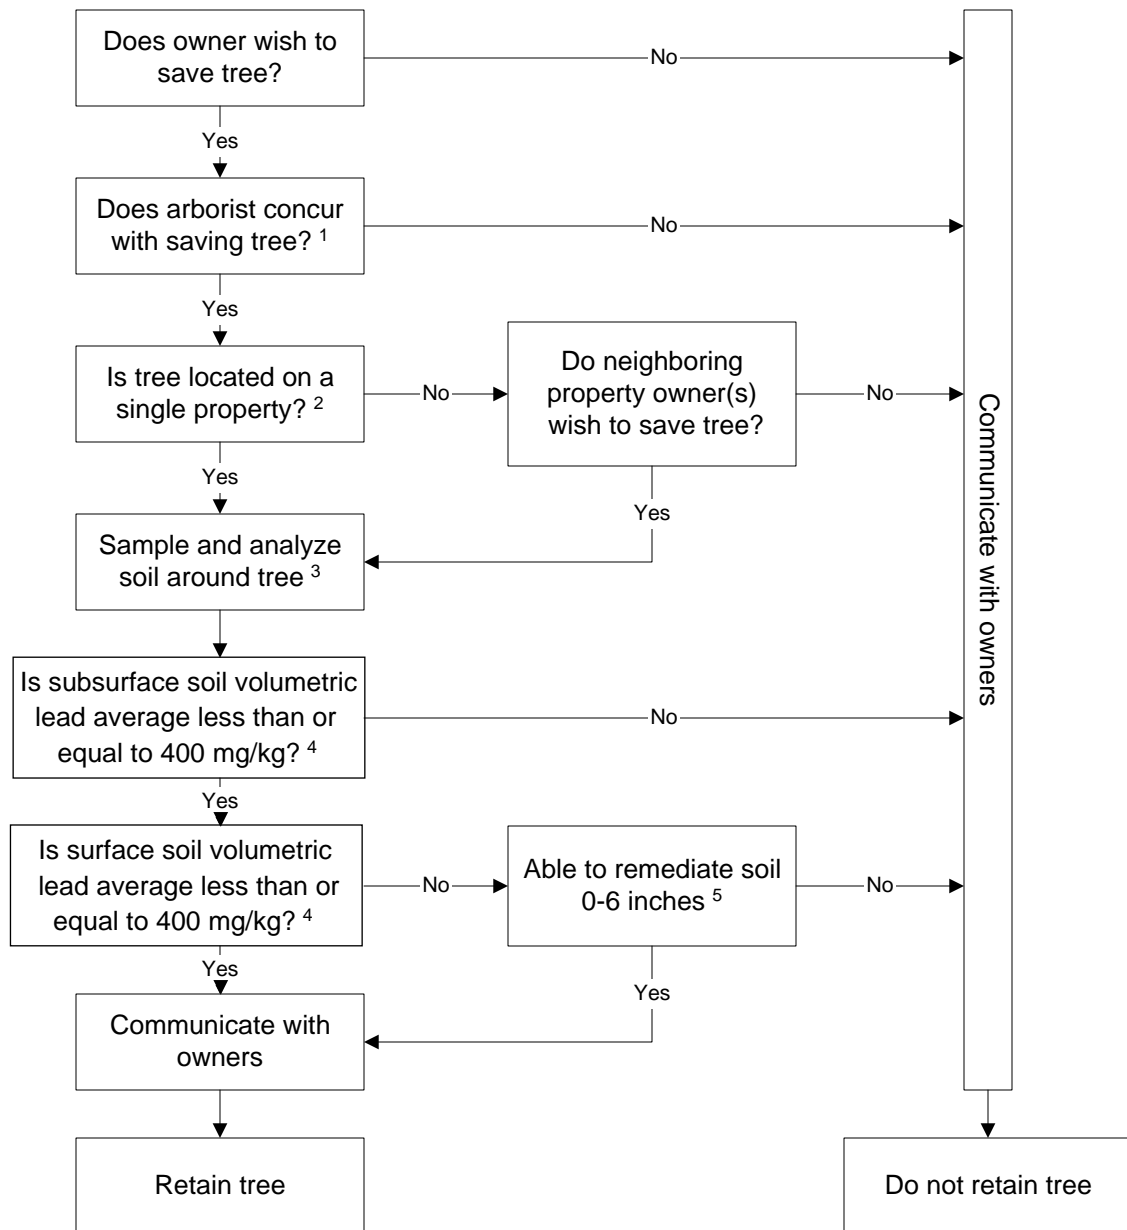 Does owner wish to
save tree?
No
Yes
Does arborist concur
with saving tree? 1
No
Yes
Is tree located on a
single property? 2
No
Do neighboring
property owner(s)
wish to save tree?
No
Yes
Yes
Sample and analyze
soil around tree 3
Is subsurface soil volumetric
lead average less than or
equal to 400 mg/kg? 4
No
Yes
Is surface soil volumetric
lead average less than or
equal to 400 mg/kg? 4
No
Able to remediate soil
0-6 inches 5
No
Yes
Yes
Communicate with
owners
Communicate with owners
Retain tree
Do not retain tree